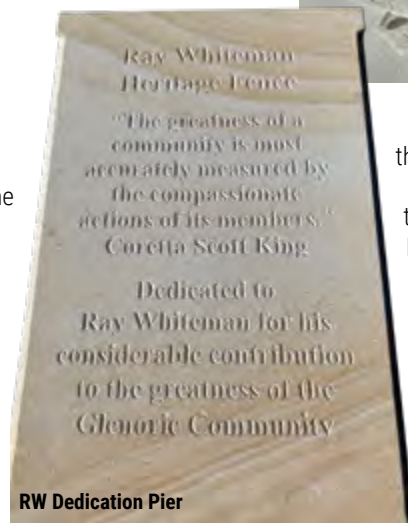 Ray Whiteman
Heritage Fence
"The greatness of a
community is most
accurately measured by
the compassionate
actions of its members."
Coretta Scott King
Dedicated to
Ray Whiteman for his
considerable contribution
to the greatness of the
Glenorie Community
RW Dedication Pier